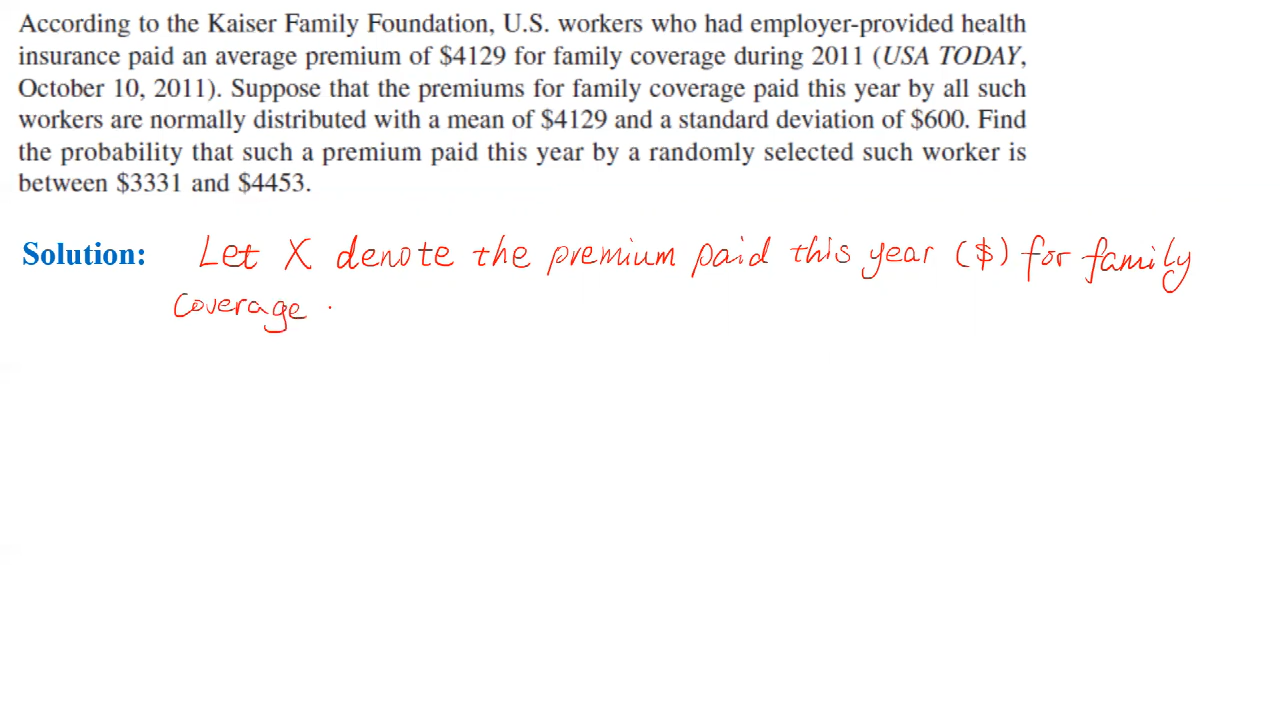 According to the Kaiser Family Foundation, U.S. workers who had employer-provided health
insurance paid an average premium of $4129 for family coverage during 2011 (USA TODAY,
October 10, 2011). Suppose that the premiums for family coverage paid this year by all such
workers are normally distributed with a mean of $4129 and a standard deviation of $600. Find
the probability that such a premium paid this year by a randomly selected such worker is
between $3331 and $4453.
Solution: Let X denote the premium paid this year ($) for family
coverage .